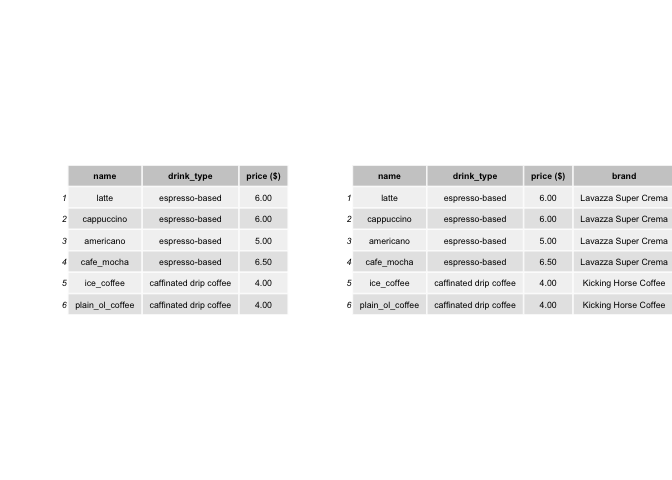 name drink_type price ($)
1 latte espresso-based 6.00
2 cappuccino espresso-based 6.00
3 americano espresso-based 5.00
4 cafe_mocha espresso-based 6.50
5 ice_coffee caffinated drip coffee 4.00
6 plain_ol_coffee caffinated drip coffee 4.00
name drink_type price ($) brand
1 latte espresso-based 6.00 Lavazza Super Crema
2 cappuccino espresso-based 6.00 Lavazza Super Crema
3 americano espresso-based 5.00 Lavazza Super Crema
4 cafe_mocha espresso-based 6.50 Lavazza Super Crema
5 ice_coffee caffinated drip coffee 4.00 Kicking Horse Coffee
6 plain_ol_coffee caffinated drip coffee 4.00 Kicking Horse Coffee